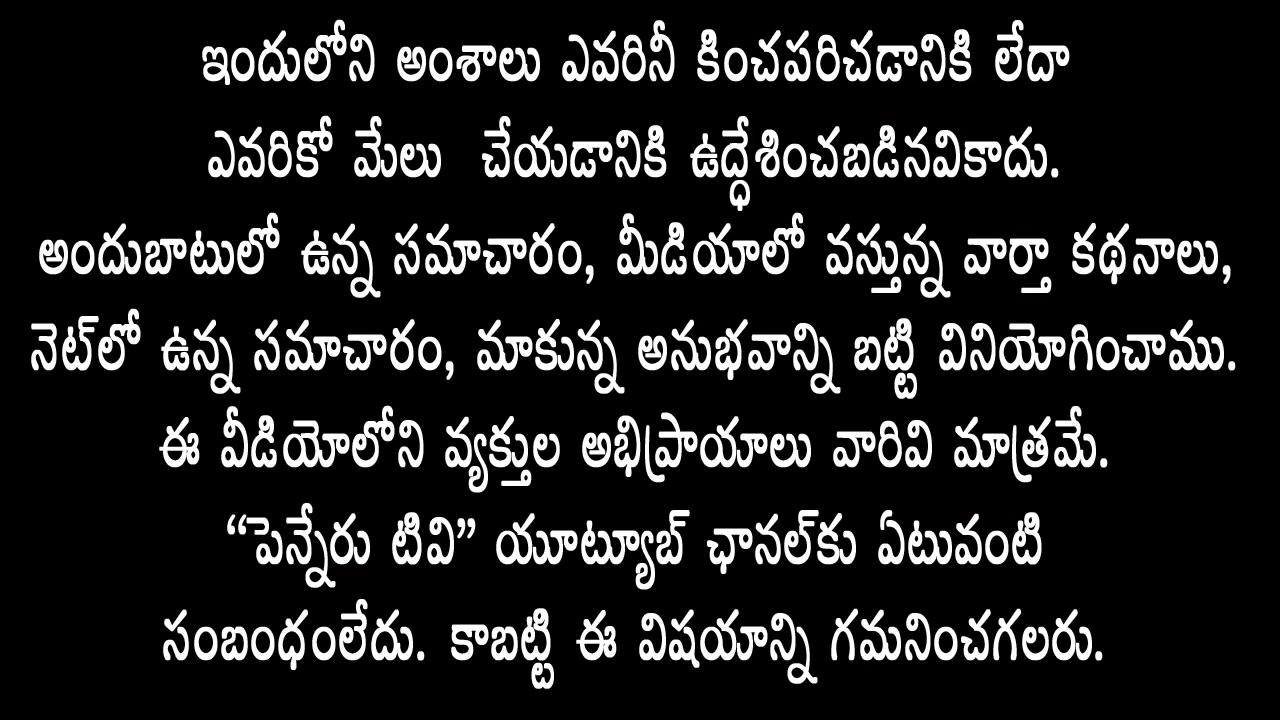 ఇందులోని అంశాలు ఎవరినీ కించపరిచడానికి లేదా
ఎవరికో మేలు చేయడానికి ఉద్ధేశించబడినవికాదు.
అందుబాటులో ఉన్న సమాచారం, మీడియాలో వస్తున్న వార్తా కథనాలు,
నెట్‌లో ఉన్న సమాచారం, మాకున్న అనుభవాన్ని బట్టి వినియోగించాము.
ఈ వీడియోలోని వ్యక్తుల అభిప్రాయాలు వారివి మాత్రమే.
“పెన్నేరు టివి” యూట్యూబ్ ఛానల్‌కు ఏటువంటి
సంబంధంలేదు. కాబట్టి ఈ విషయాన్ని గమనించగలరు.